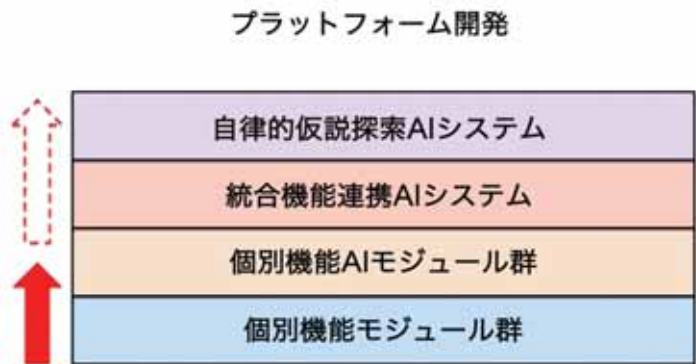 プラットフォーム開発
自律的仮説探索AIシステム
統合機能連携AIシステム
個別機能AIモジュール群
個別機能モジュール群